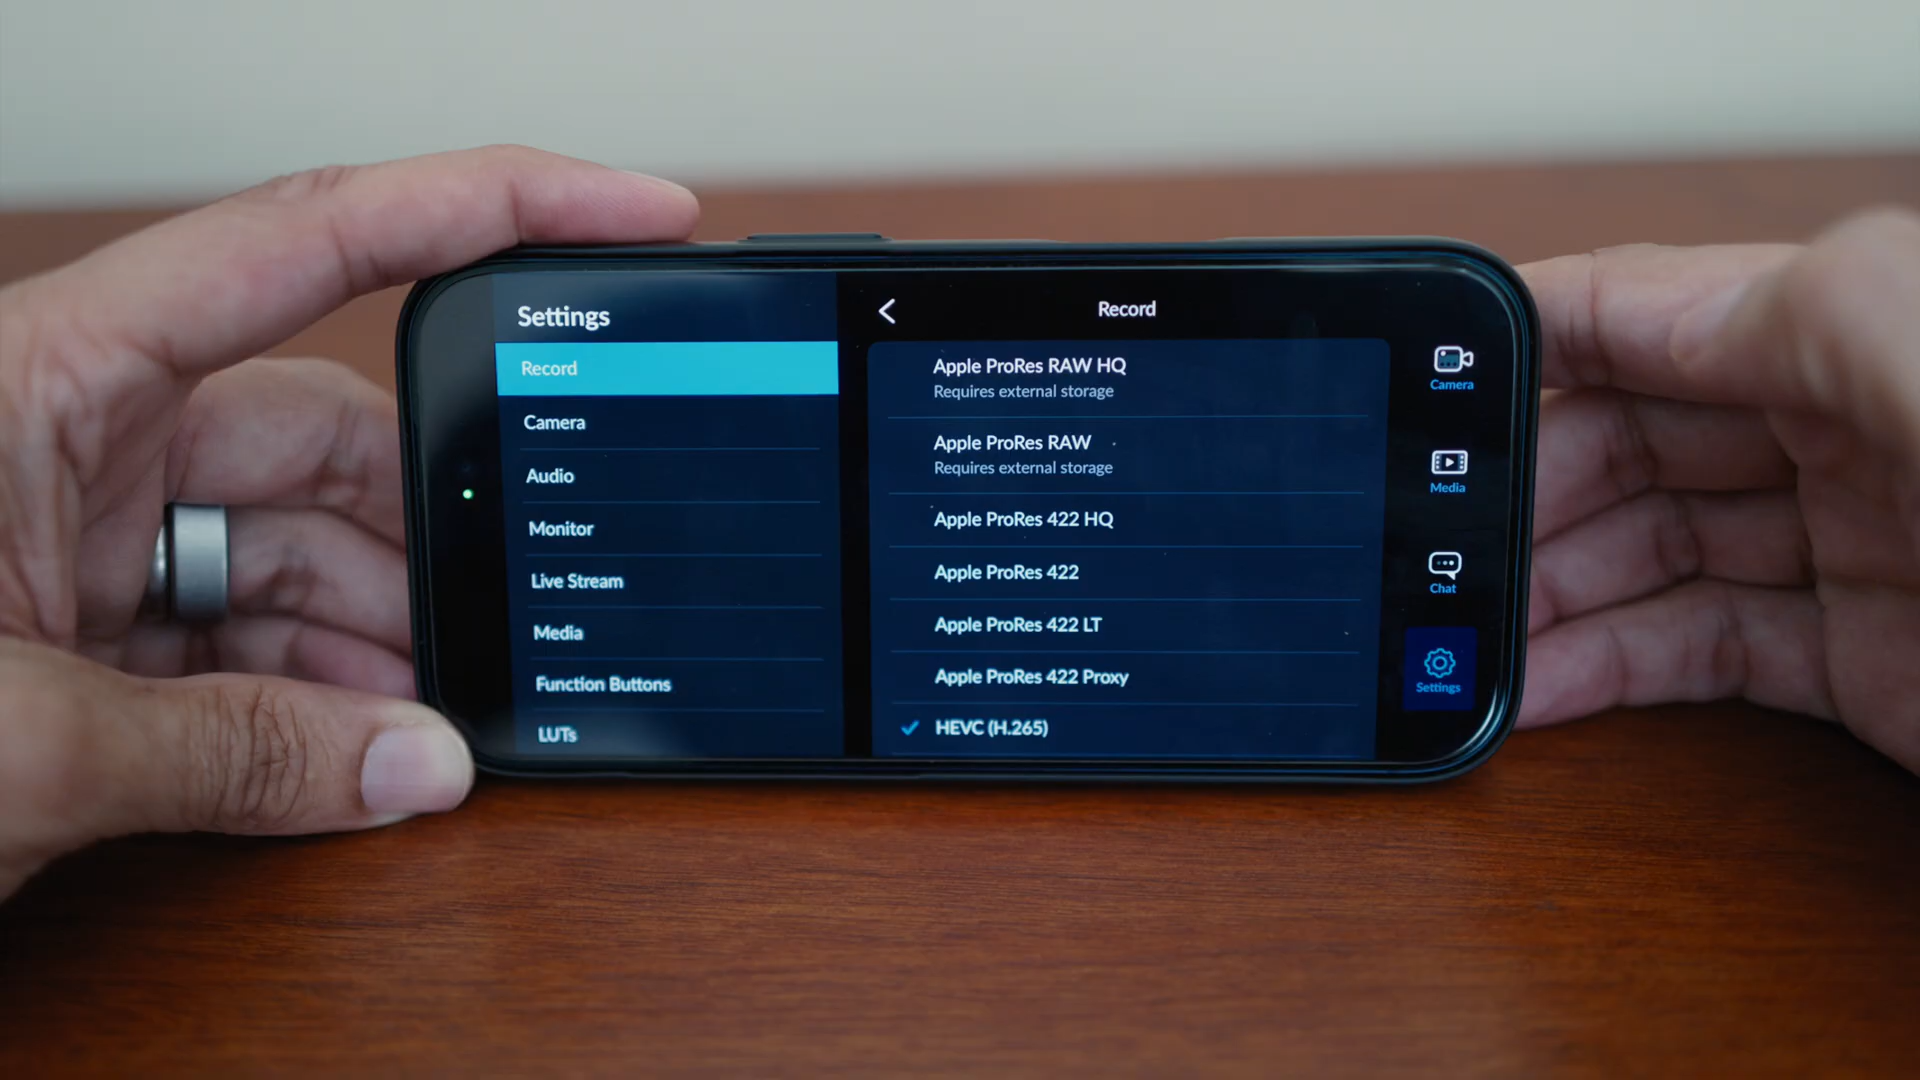 Settings
Record
Camera
Audio
Monitor
Live Stream
Media
Function Buttons
LUTs
Record
Apple ProRes RAW HQ
Requires external storage
Apple ProRes RAW
Requires external storage
Apple ProRes 422 HQ
Apple ProRes 422
Apple ProRes 422 LT
Apple ProRes 422 Proxy
HEVC (H.265)
Camera
Media
Chat
Settings